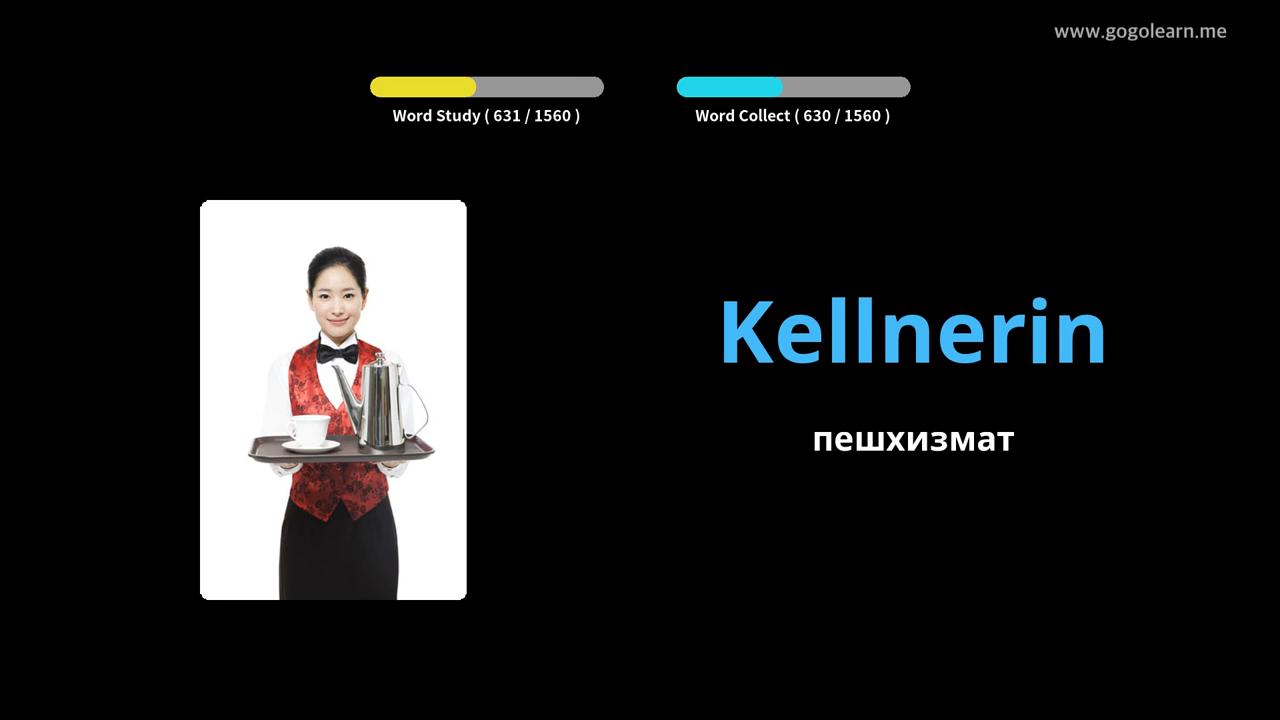 www.gogolearn.me
Word Study ( 631 / 1560 )
Word Collect ( 630 / 1560 )
Kellnerin
пешхизмат